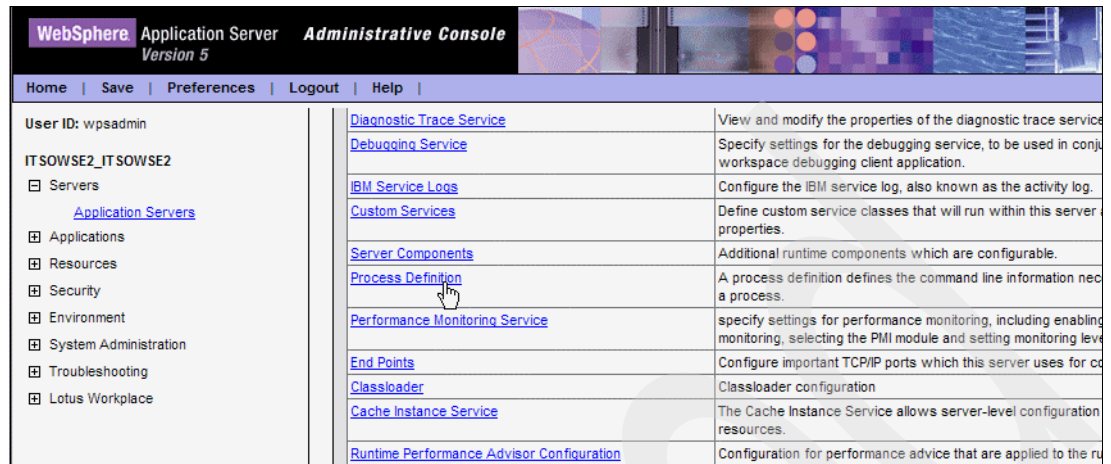 WebSphere. Application Server Administrative Console
Version 5
Home | Save | Preferences | Logout | Help |
User ID: wpsadmin
ITSOWSE2_ITSOWSE2
Servers
Application Servers
Applications
Resources
Security
Environment
System Administration
Troubleshooting
Lotus Workplace
Diagnostic Trace Service
View and modify the properties of the diagnostic trace service
Debugging Service
Specify settings for the debugging service, to be used in conju
workspace debugging client application.
IBM Service Logs
Configure the IBM service log, also known as the activity log.
Custom Services
Define custom service classes that will run within this server
properties.
Server Components
Additional runtime components which are configurable.
Process Definition
A process definition defines the command line information nec
a process.
Performance Monitoring Service
specify settings for performance monitoring, including enabling
monitoring, selecting the PMI module and setting monitoring leve
End Points
Configure important TCP/IP ports which this server uses for co
Classloader
Classloader configuration
Cache Instance Service
The Cache Instance Service allows server-level configuration
resources.
Runtime Performance Advisor Configuration
Configuration for performance advice that are applied to the ru